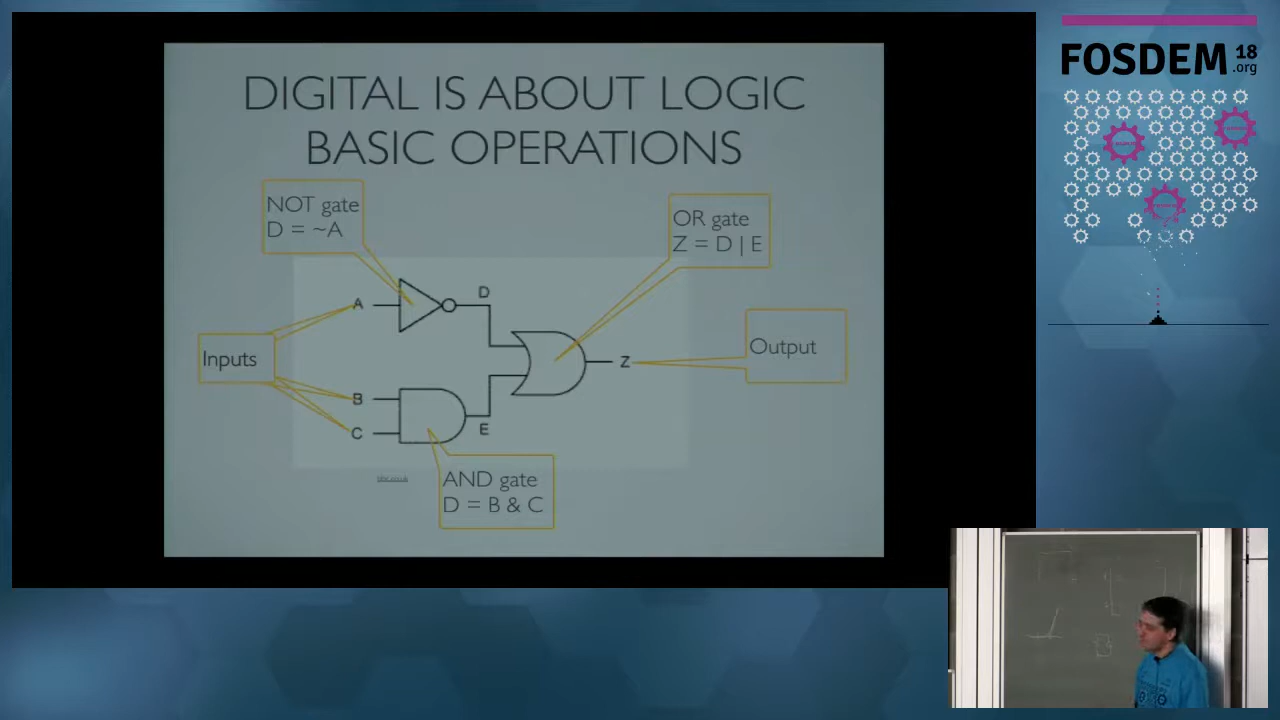 DIGITAL IS ABOUT LOGIC
BASIC OPERATIONS
NOT gate
D = ~A
OR gate
Z = D | E
A
D
Inputs
Output
Z
B
C
E
AND gate
D = B & C
FOSDEM 18
.org